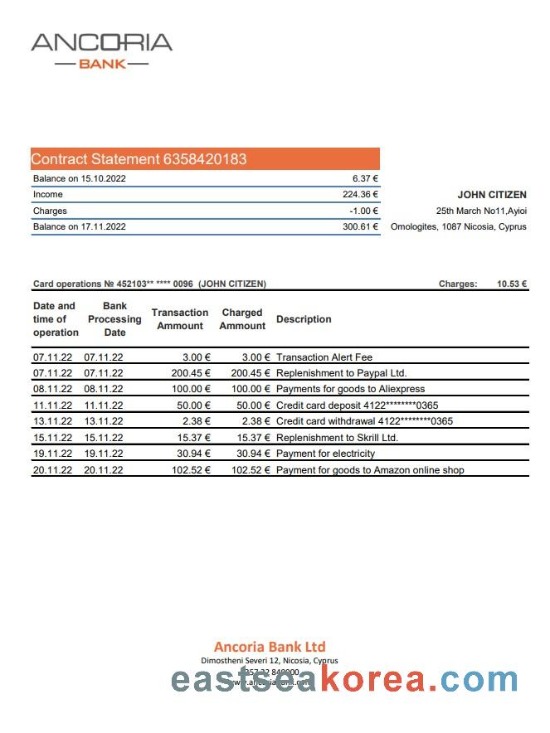 ANCORIA
BANK
Contract Statement 6358420183
Balance on 15.10.2022 6.37 €
Income 224.36 €
Charges -1.00 €
Balance on 17.11.2022 300.61 €
JOHN CITIZEN
25th March No11,Ayioi
Omologites, 1087 Nicosia, Cyprus
Card operations № 452103** **** 0096 (JOHN CITIZEN) Charges: 10.53 €
Date and time of operation Bank Processing Date Transaction Ammount Charged Ammount Description
07.11.22 07.11.22 3.00 € 3.00 € Transaction Alert Fee
07.11.22 07.11.22 200.45 € 200.45 € Replenishment to Paypal Ltd.
08.11.22 08.11.22 100.00 € 100.00 € Payments for goods to Aliexpress
11.11.22 11.11.22 50.00 € 50.00 € Credit card deposit 4122********0365
13.11.22 13.11.22 2.38 € 2.38 € Credit card withdrawal 4122********0365
15.11.22 15.11.22 15.37 € 15.37 € Replenishment to Skrill Ltd.
19.11.22 19.11.22 30.94 € 30.94 € Payment for electricity
20.11.22 20.11.22 102.52 € 102.52 € Payment for goods to Amazon online shop
Ancoria Bank Ltd
Dimostheni Severi 12, Nicosia, Cyprus
eastseakorea.com